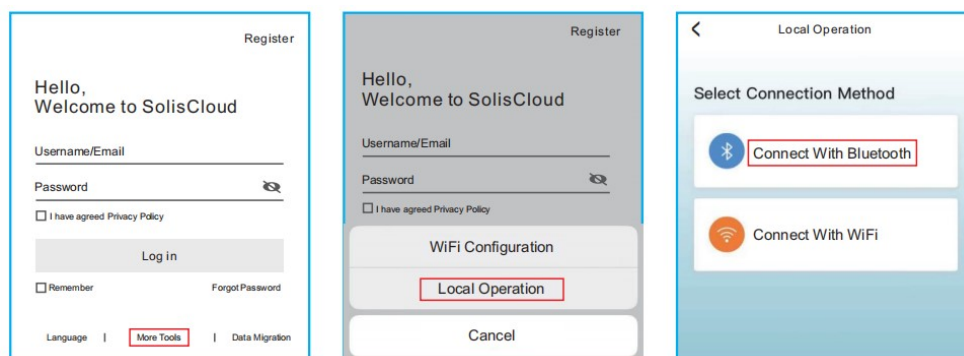 Register
Hello,
Welcome to SolisCloud
Username/Email
Password
I have agreed Privacy Policy
Log in
Remember
Forgot Password
Language | More Tools | Data Migration
Register
Hello,
Welcome to SolisCloud
Username/Email
Password
I have agreed Privacy Policy
WiFi Configuration
Local Operation
Cancel
Local Operation
Select Connection Method
Connect With Bluetooth
Connect With WiFi